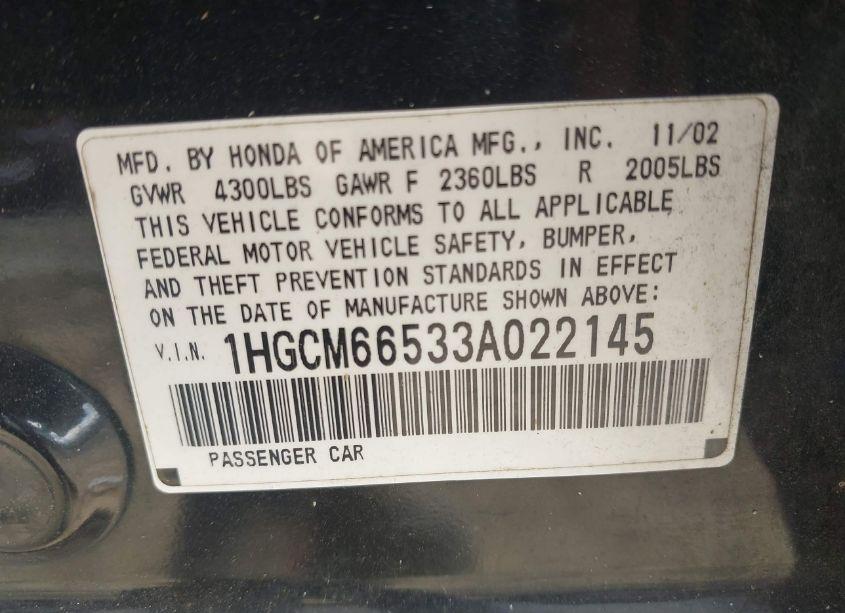 MFD. BY HONDA OF AMERICA MFG., INC. 11/02
GVWR 4300LBS GAWR F 2360LBS R 2005LBS
THIS VEHICLE CONFORMS TO ALL APPLICABLE
FEDERAL MOTOR VEHICLE SAFETY, BUMPER,
AND THEFT PREVENTION STANDARDS IN EFFECT
ON THE DATE OF MANUFACTURE SHOWN ABOVE:
V.I.N. 1HGCM66533A022145
PASSENGER CAR